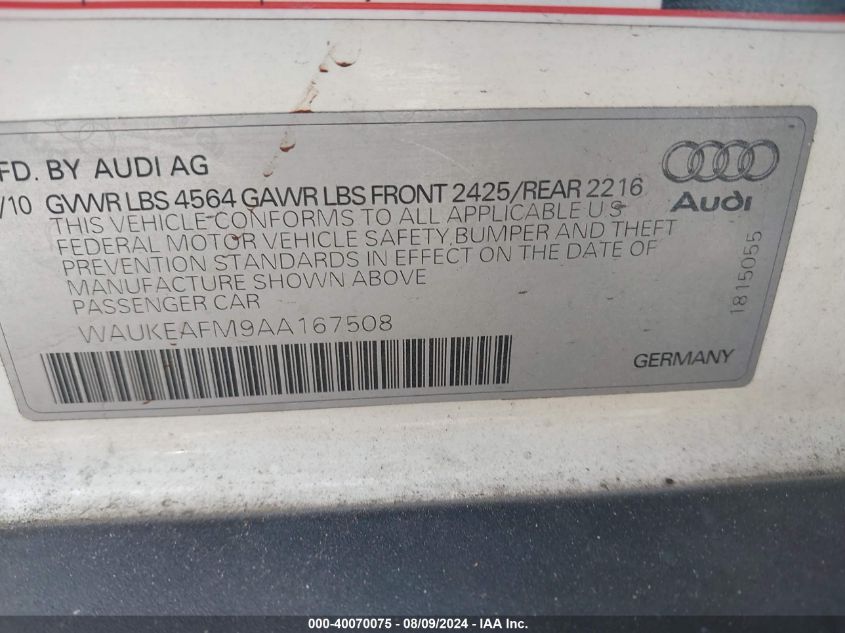 FD. BY AUDI AG
/10 GVWR LBS 4564 GAWR LBS FRONT 2425/REAR 2216
THIS VEHICLE CONFORMS TO ALL APPLICABLE U.S
FEDERAL MOTOR VEHICLE SAFETY, BUMPER AND THEFT
PREVENTION STANDARDS IN EFFECT ON THE DATE OF
MANUFACTURE SHOWN ABOVE
PASSENGER CAR
WAUKEAFM9AA167508
Audi
1815055
GERMANY
000-40070075 - 08/09/2024 - IAA Inc.